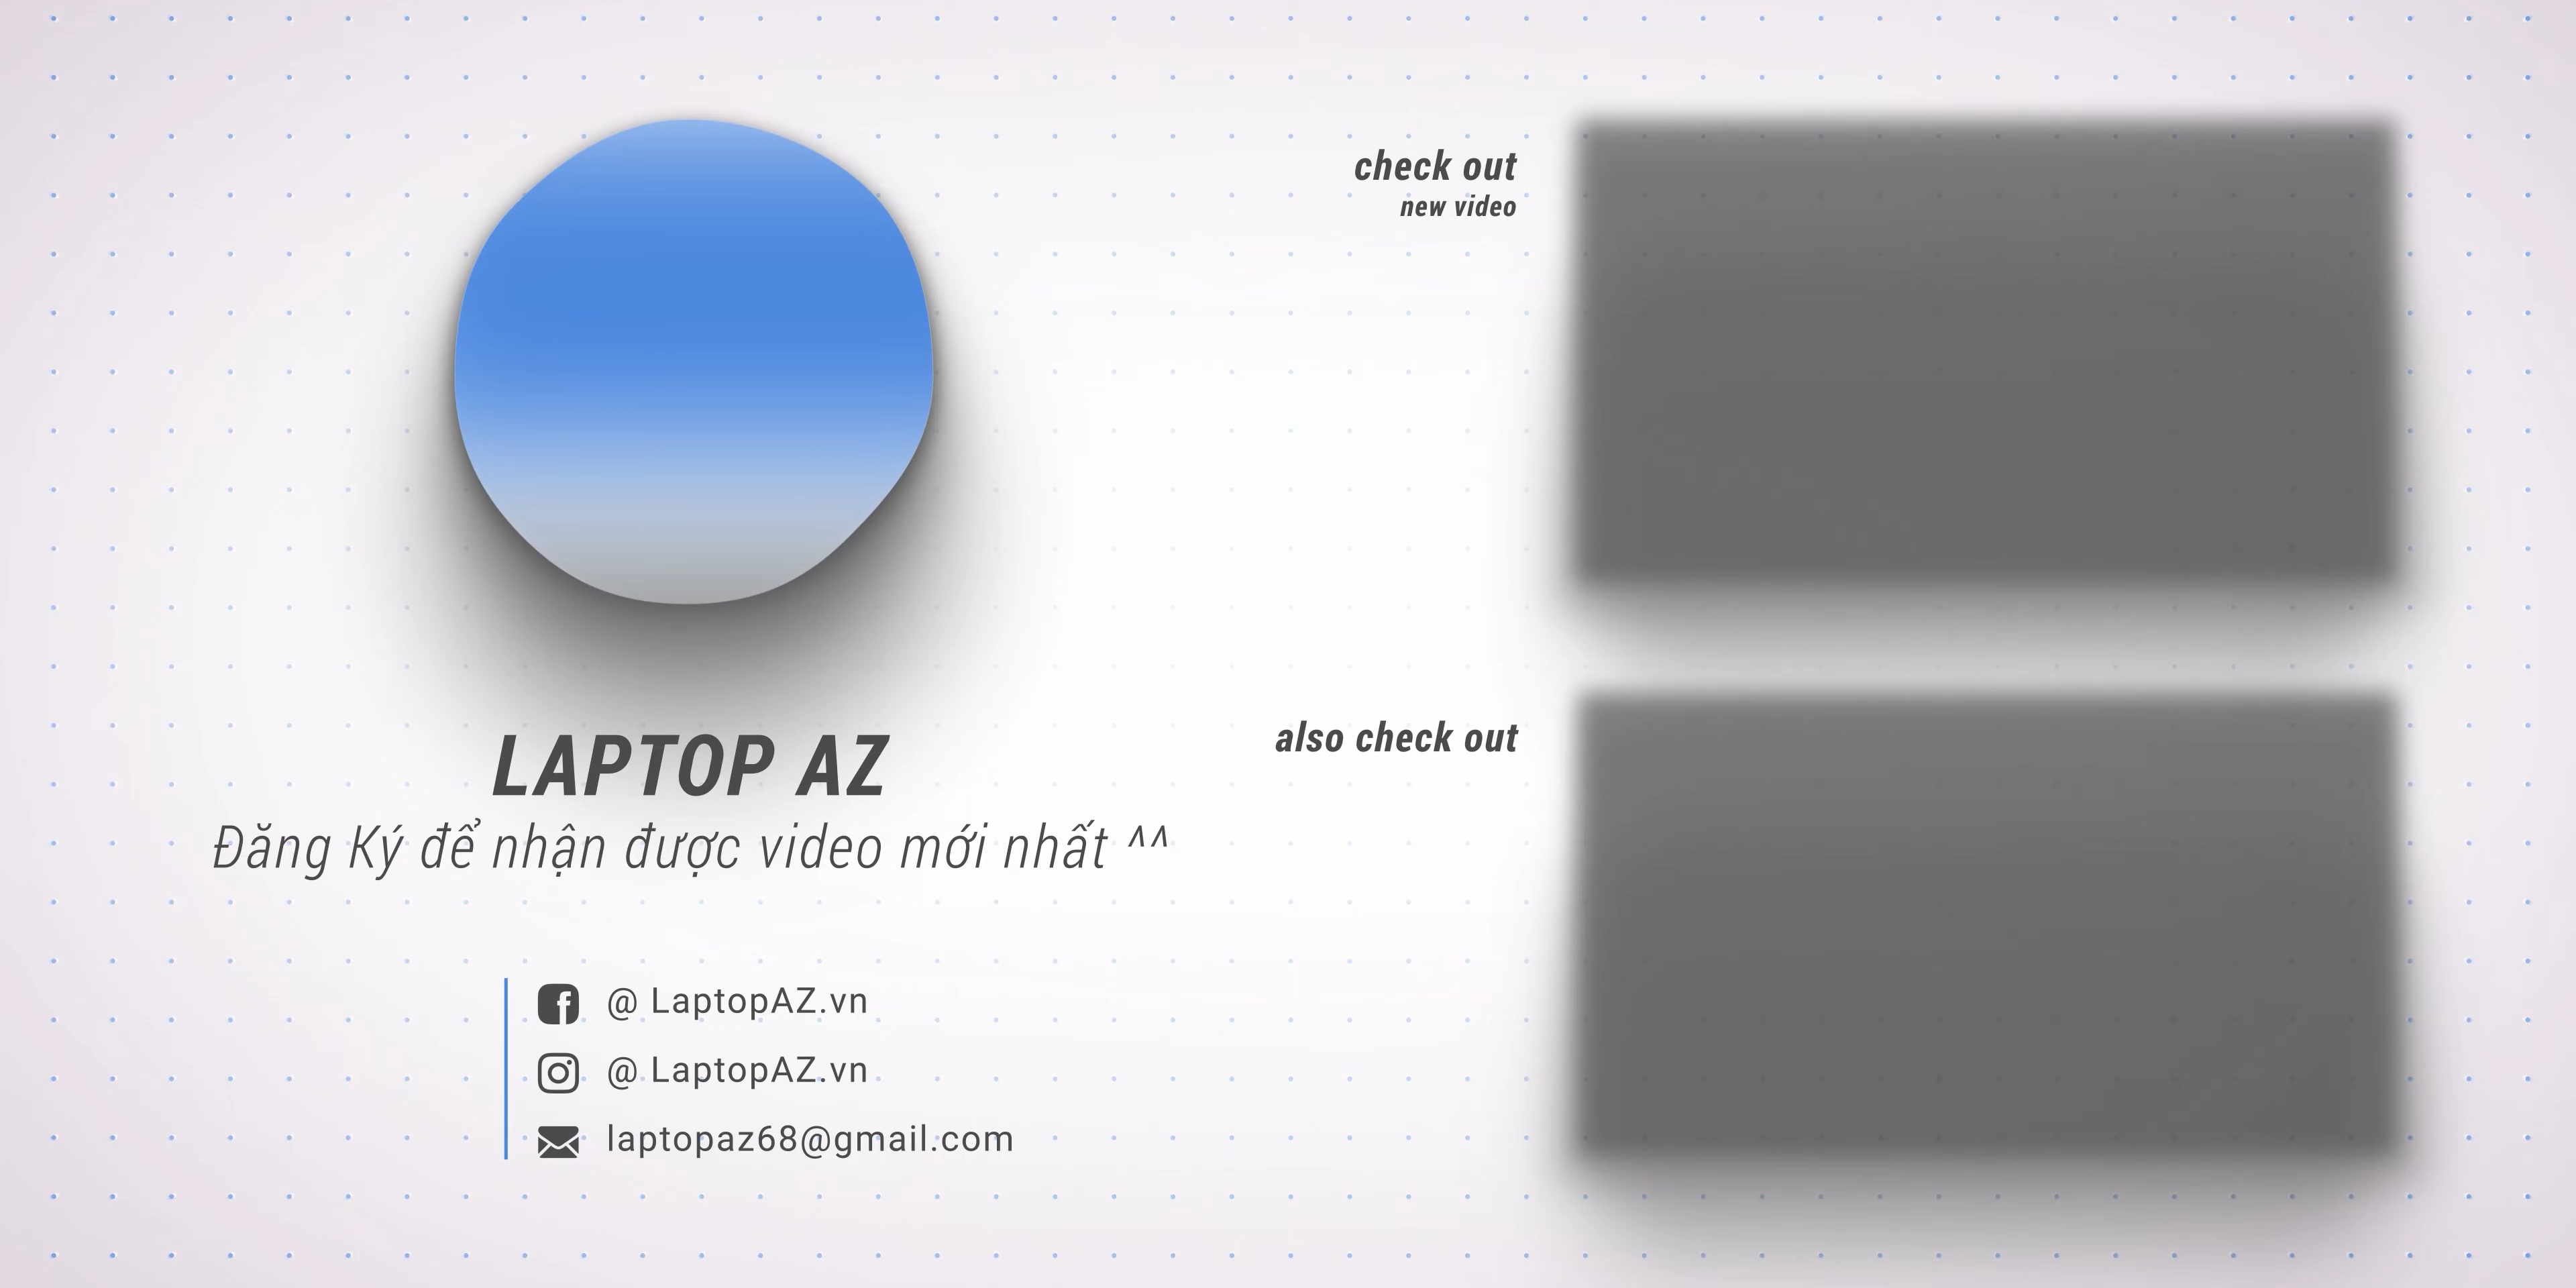 LAPTOP AZ
Đăng Ký để nhận được video mới nhất ^^
@ LaptopAZ.vn
@ LaptopAZ.vn
laptopaz68@gmail.com
check out
new video
also check out